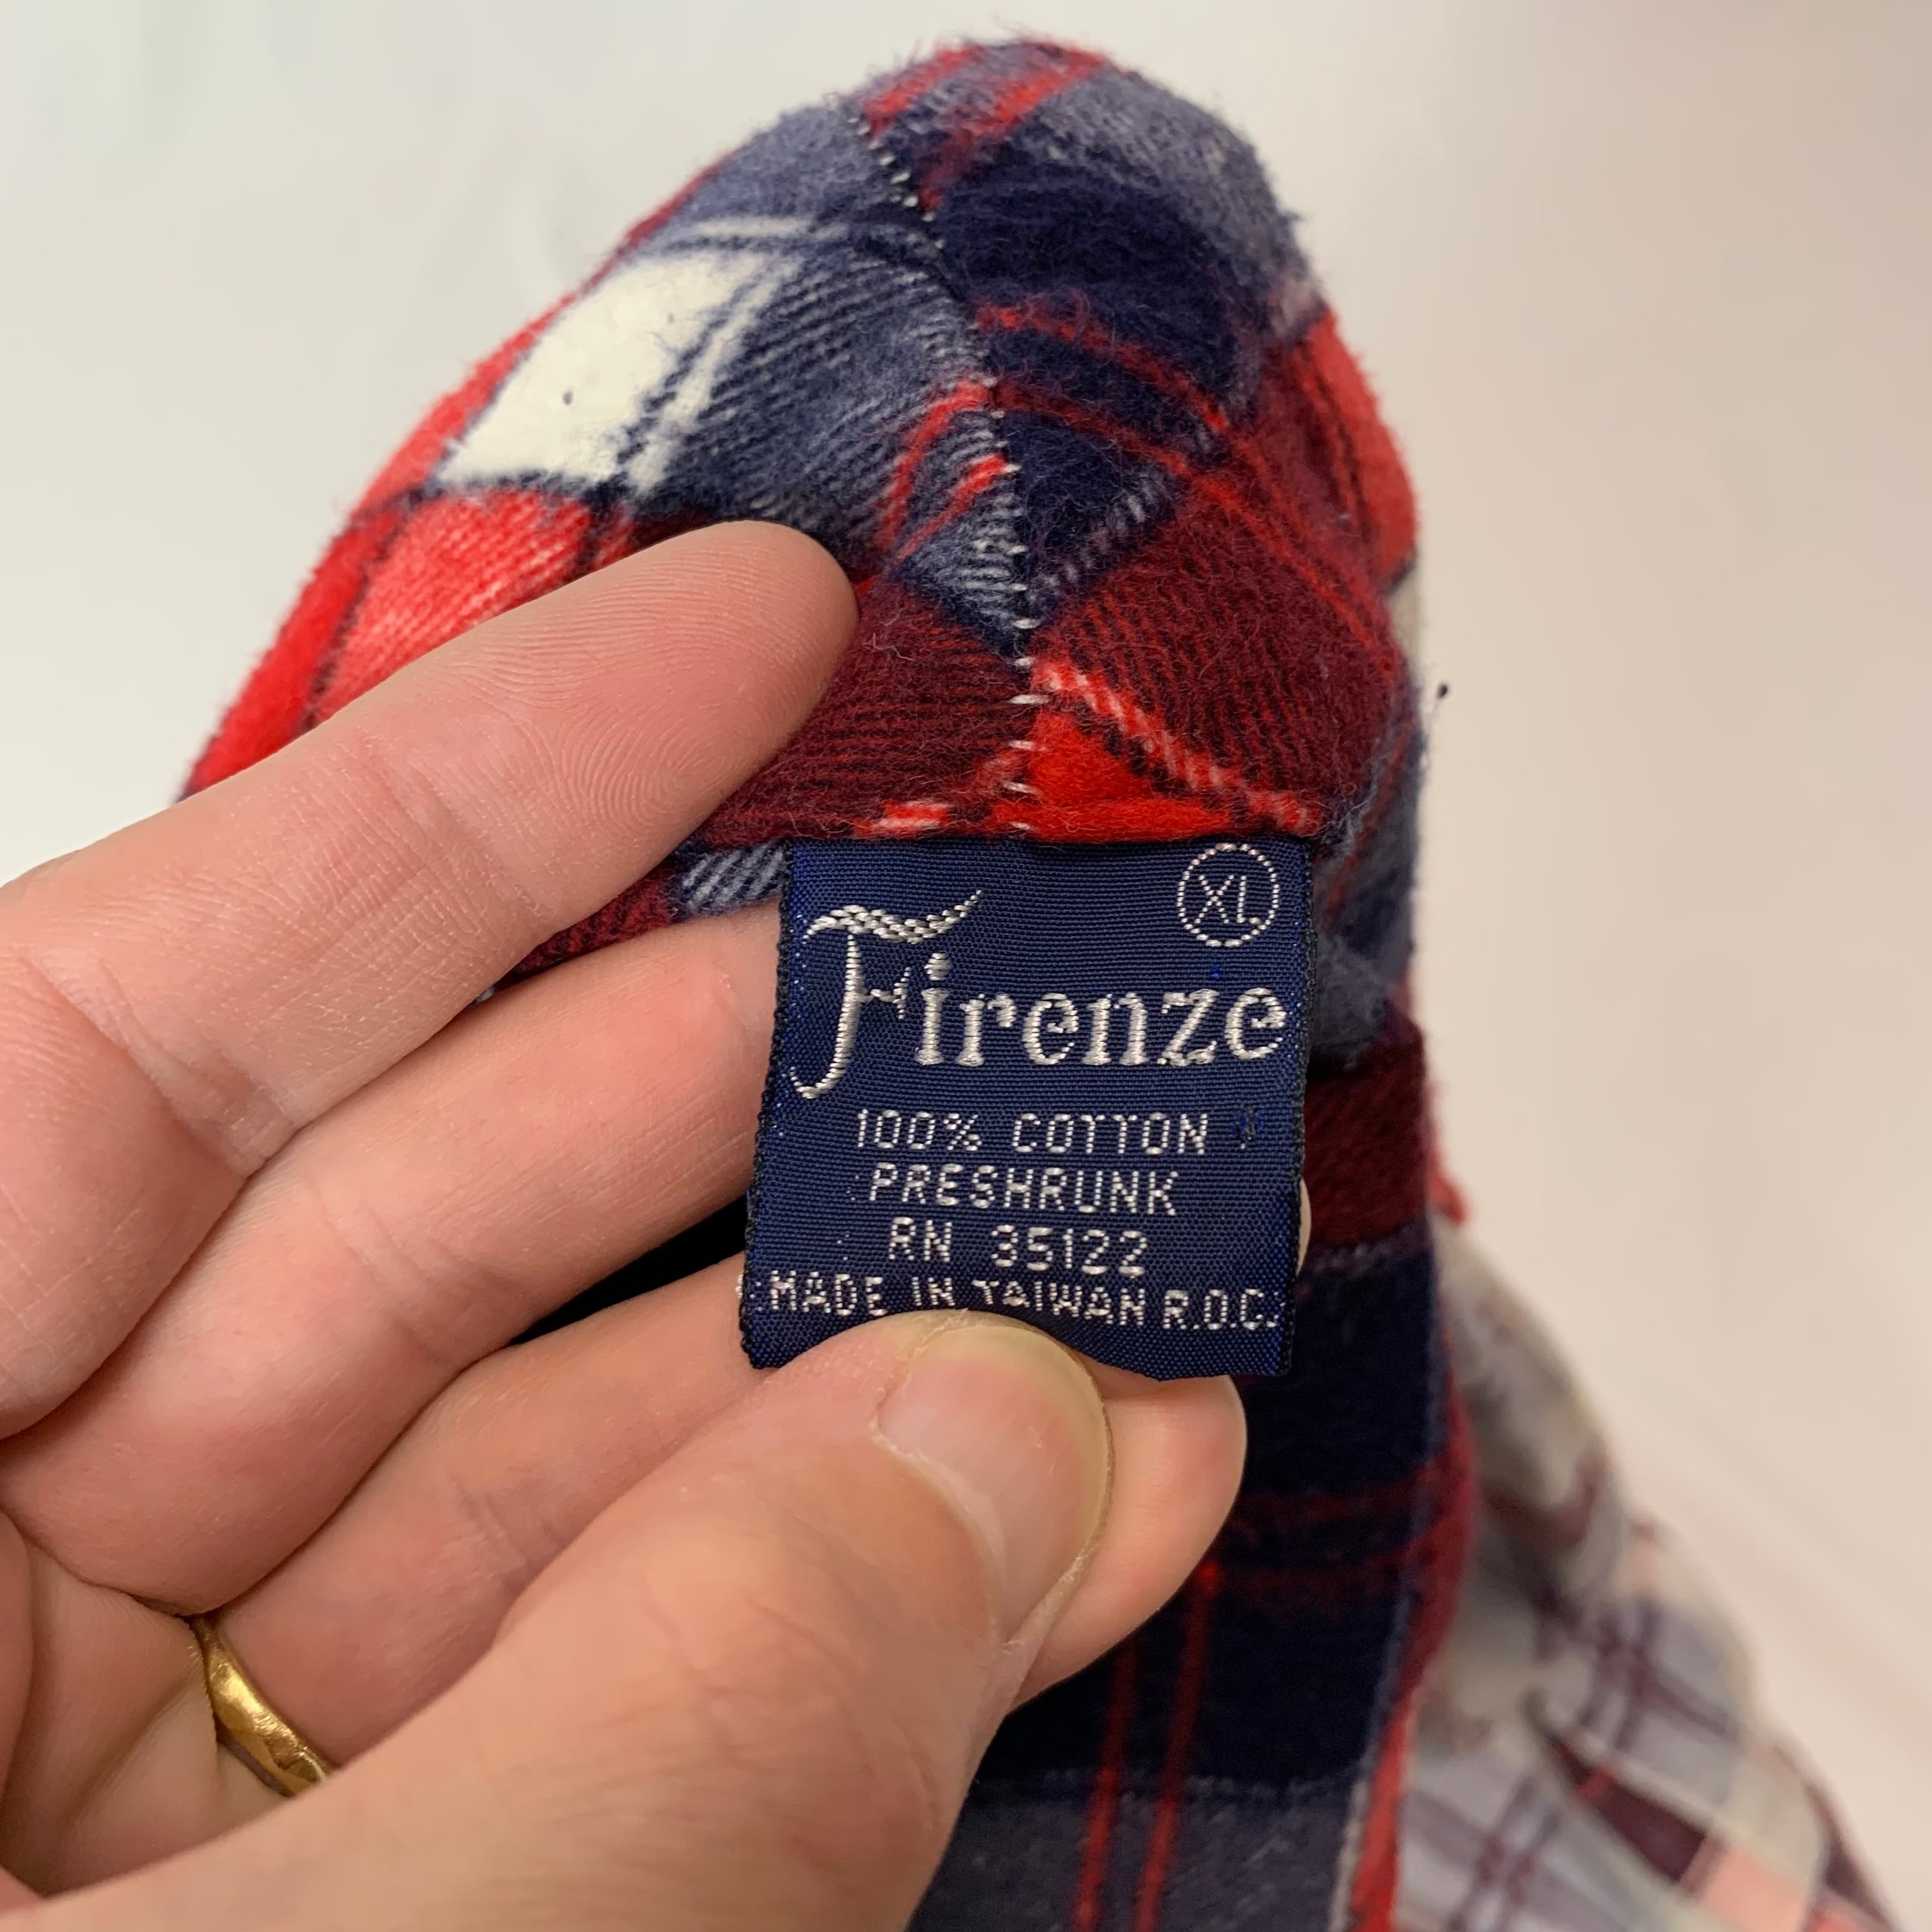 XL
Firenze
100% COTTON
PRESHRUNK
RN 35122
MADE IN TAIWAN R.O.C.